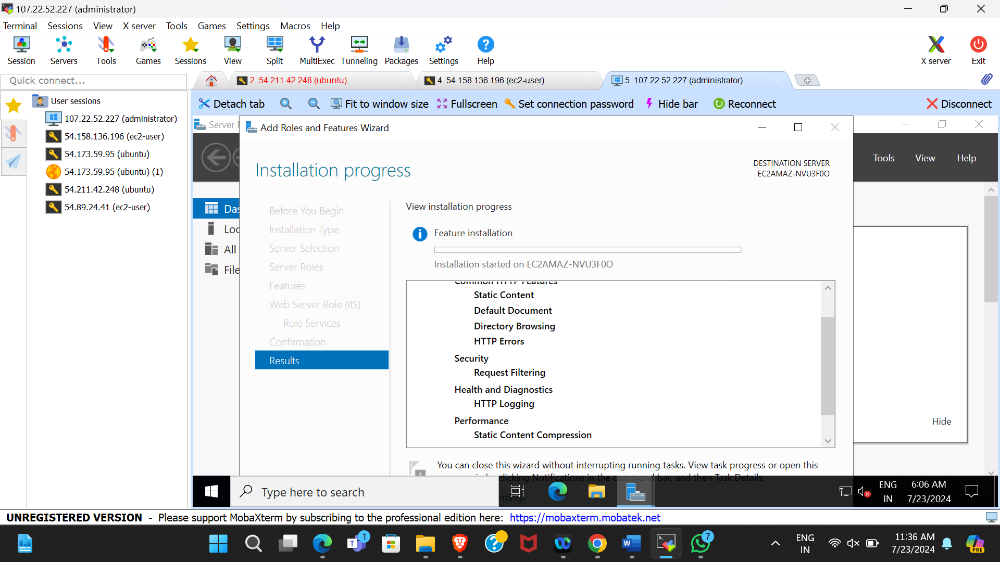 107.22.52.227 (administrator)
Terminal Sessions View X server Tools Games Settings Macros Help
Session Servers Tools Games Sessions View Split MultiExec Tunneling Packages Settings Help X server Exit
Quick connect...
2. 54.211.42.248 (ubuntu)
4. 54.158.136.196 (ec2-user)
5. 107.22.52.227 (administrator)
Detach tab Fit to window size Fullscreen Set connection password Hide bar Reconnect Disconnect
User sessions
107.22.52.227 (administrator)
54.158.136.196 (ec2-user)
54.173.59.95 (ubuntu)
54.173.59.95 (ubuntu) (1)
54.211.42.248 (ubuntu)
54.89.24.41 (ec2-user)
Server
Add Roles and Features Wizard
Tools View Help
Das
Loc
All
File
Installation progress
DESTINATION SERVER
EC2AMAZ-NVU3F0O
Before You Begin
Installation Type
Server Selection
Server Roles
Features
Web Server Role (IIS)
Role Services
Confirmation
Results
View installation progress
Feature installation
Installation started on EC2AMAZ-NVU3F0O
Common HTTP Features
Static Content
Default Document
Directory Browsing
HTTP Errors
Security
Request Filtering
Health and Diagnostics
HTTP Logging
Performance
Static Content Compression
1
You can close this wizard without interrupting running tasks. View task progress or open this
clicking Notifications in the command bar, and then Task Details.
Hide
Type here to search
ENG
IN
6:06 AM
7/23/2024
UNREGISTERED VERSION - Please support MobaXterm by subscribing to the professional edition here: https://mobaxterm.mobatek.net
1
7
ENG
IN
11:36 AM
7/23/2024
PRE